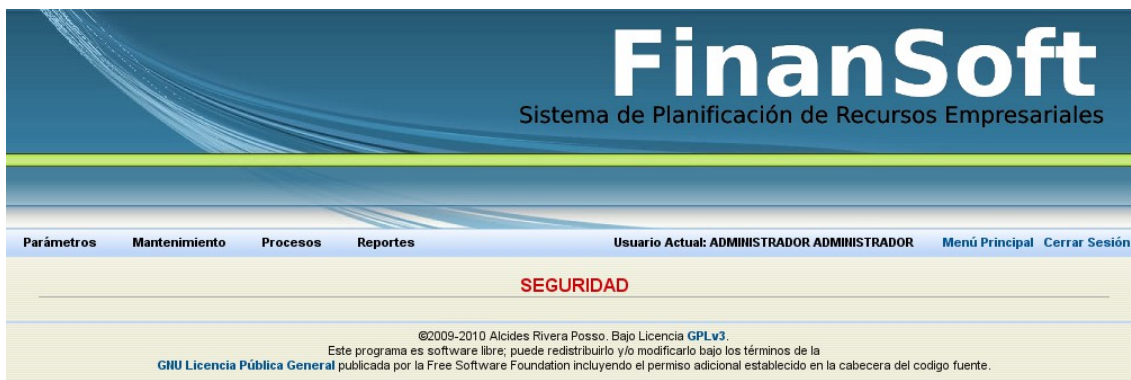 FinanSoft
Sistema de Planificación de Recursos Empresariales
Parámetros Mantenimiento Procesos Reportes Usuario Actual: ADMINISTRADOR ADMINISTRADOR Menú Principal Cerrar Sesión
SEGURIDAD
©2009-2010 Alcides Rivera Posso. Bajo Licencia GPLv3.
Este programa es software libre; puede redistribuirlo y/o modificarlo bajo los términos de la
GNU Licencia Pública General publicada por la Free Software Foundation incluyendo el permiso adicional establecido en la cabecera del codigo fuente.